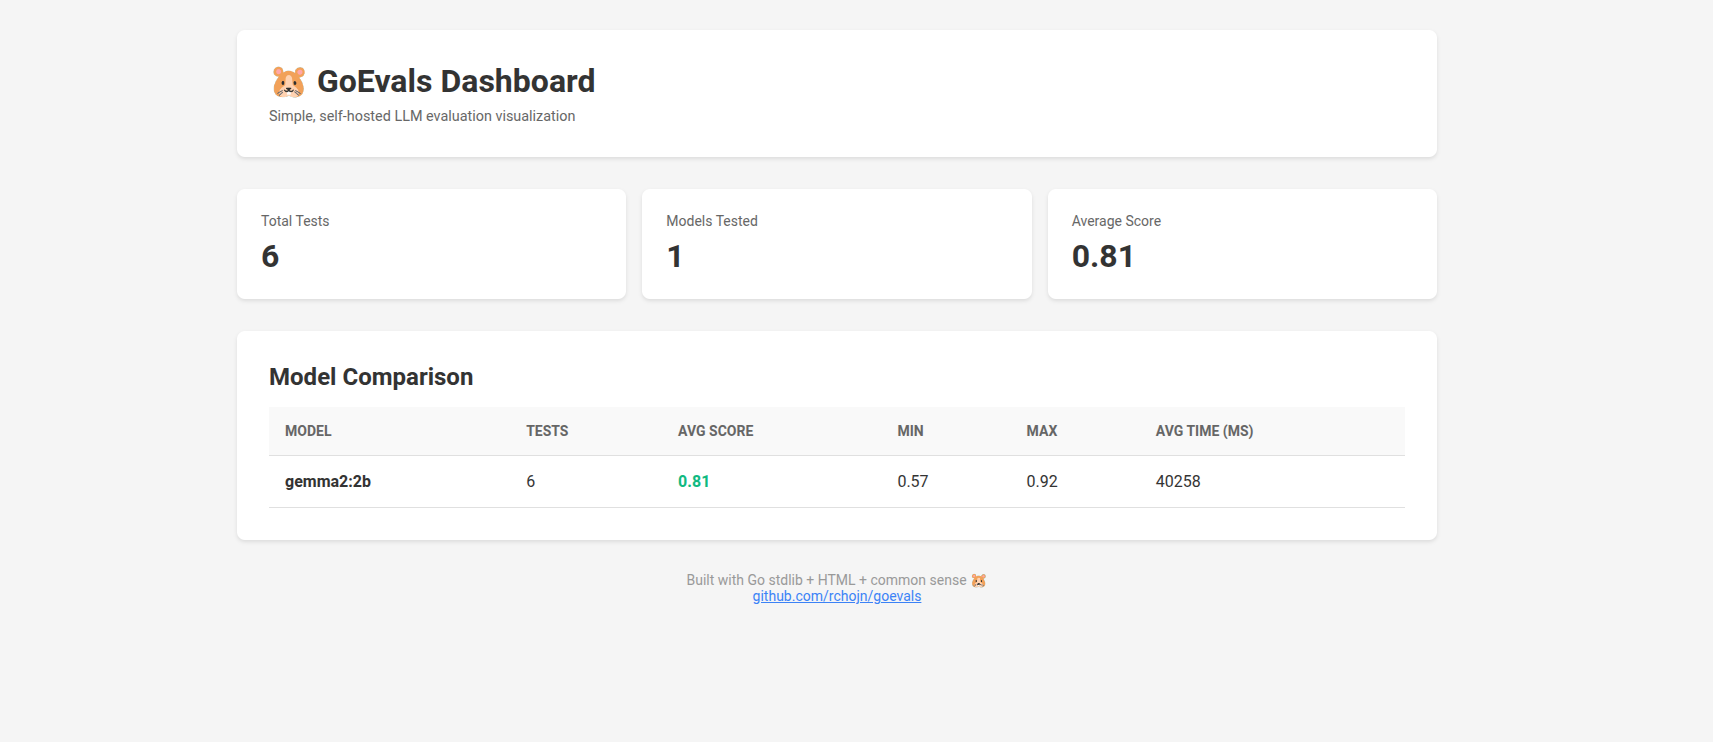 🐹 GoEvals Dashboard
Simple, self-hosted LLM evaluation visualization
Total Tests
6
Models Tested
1
Average Score
0.81
Model Comparison
MODEL TESTS AVG SCORE MIN MAX AVG TIME (MS)
gemma2:2b 6 0.81 0.57 0.92 40258
Built with Go stdlib + HTML + common sense 🐹
github.com/rchojn/goevals